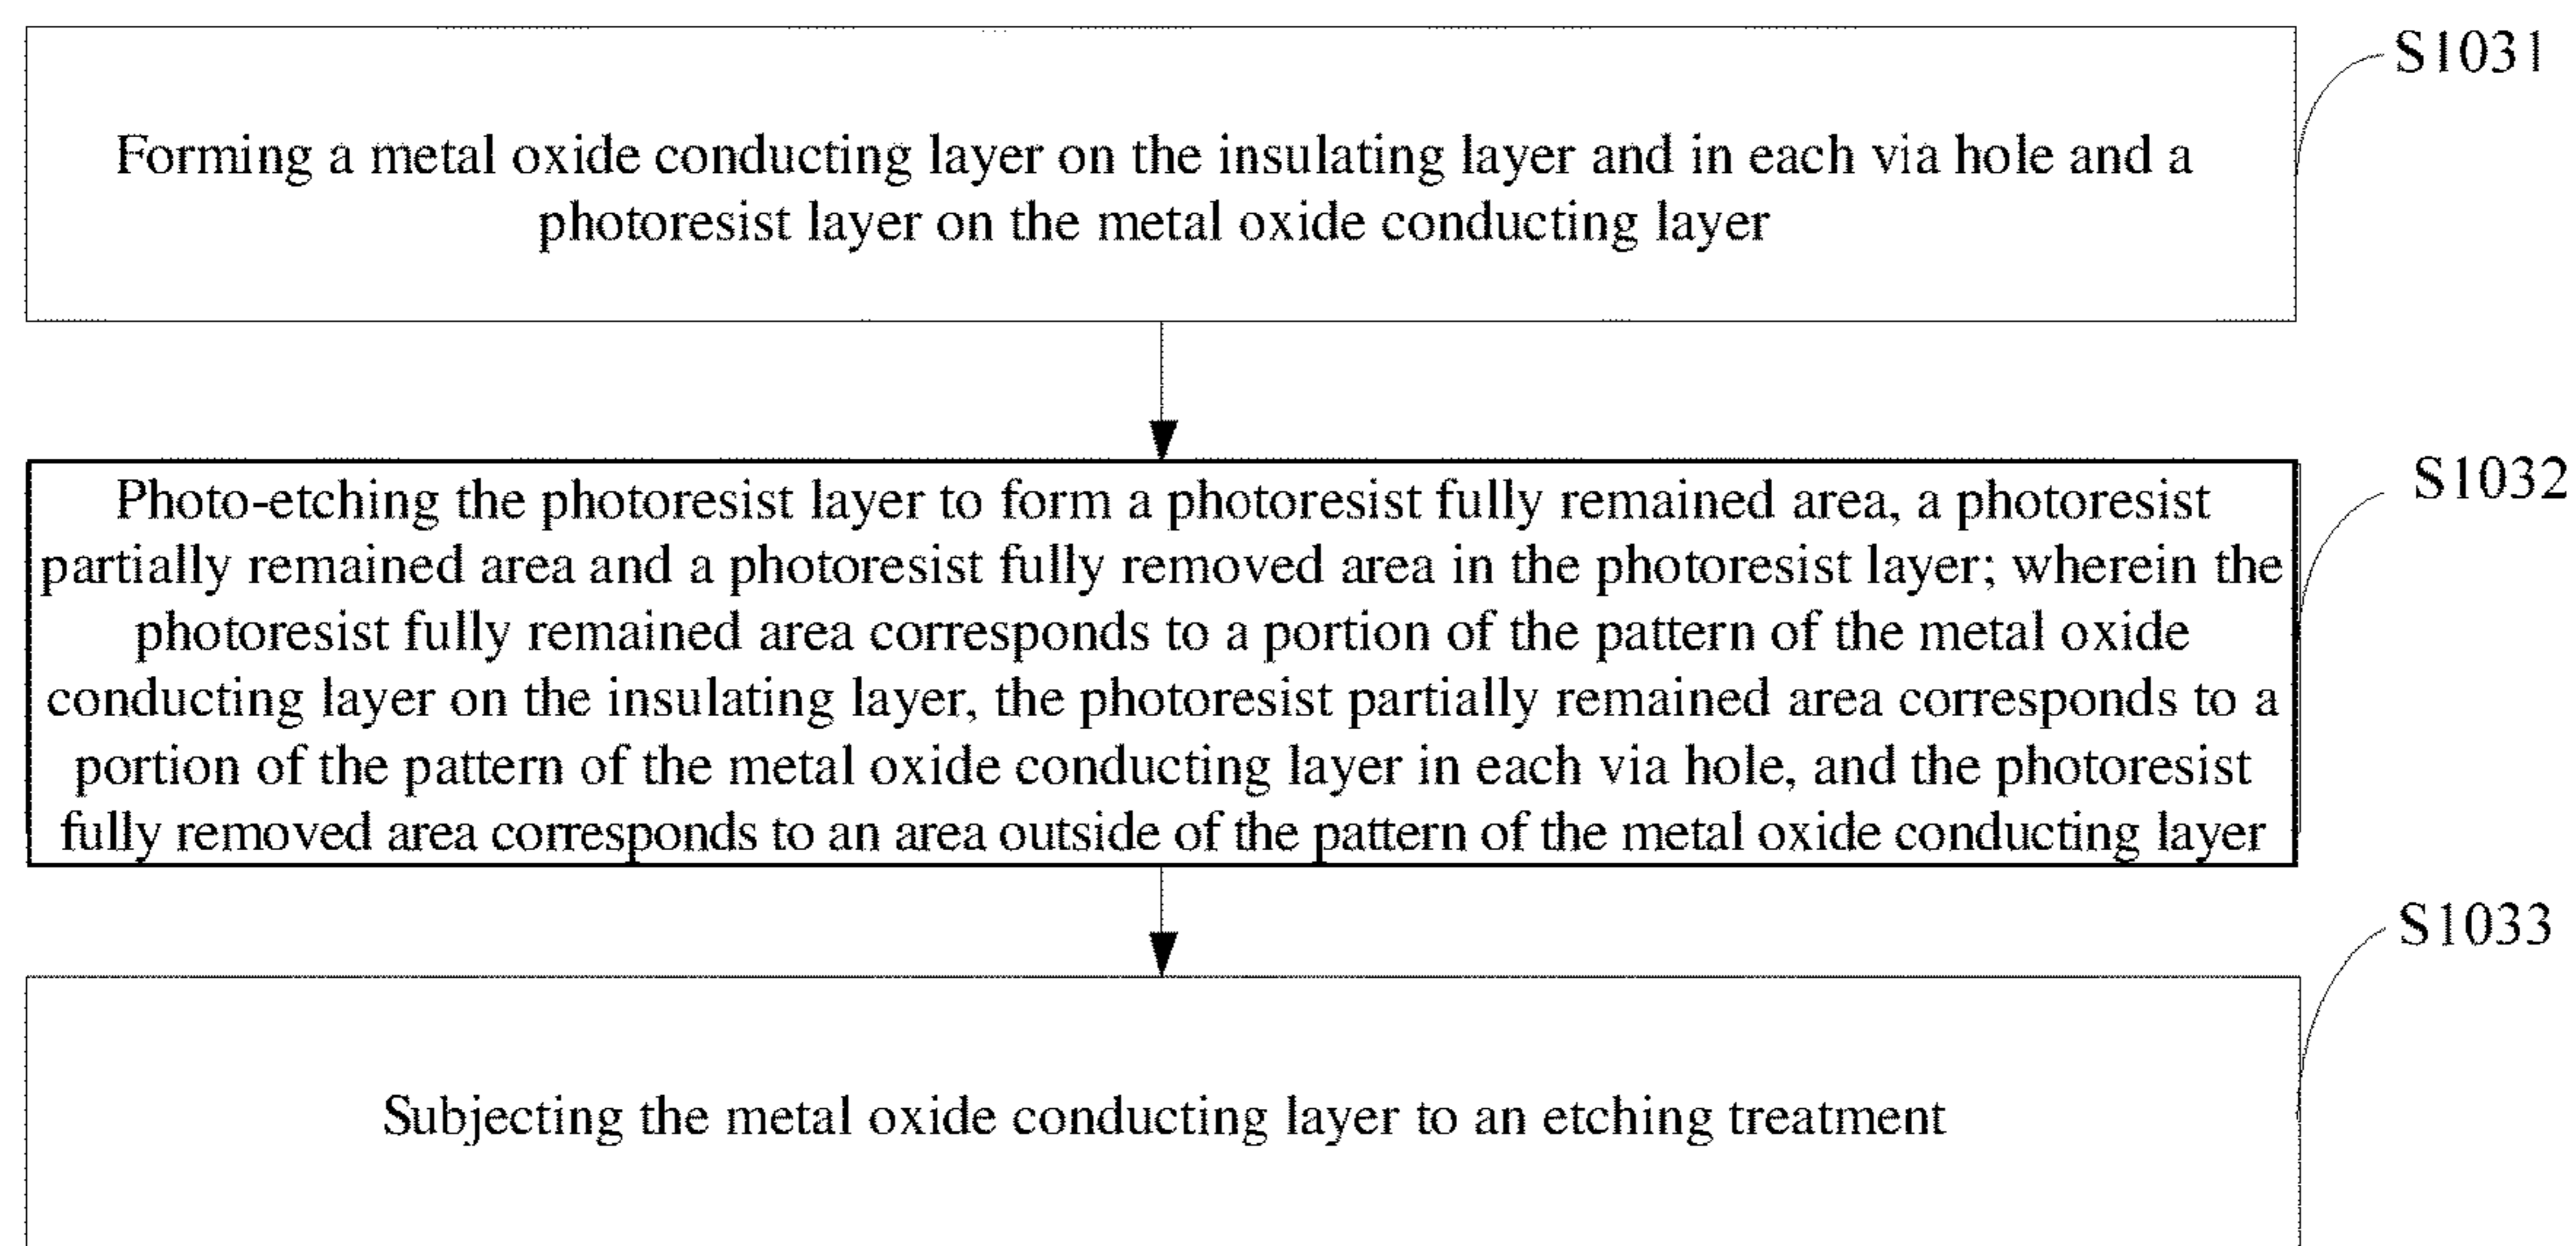 S1031
Forming a metal oxide conducting layer on the insulating layer and in each via hole and a
photoresist layer on the metal oxide conducting layer
S1032
Photo-etching the photoresist layer to form a photoresist fully remained area, a photoresist
partially remained area and a photoresist fully removed area in the photoresist layer; wherein the
photoresist fully remained area corresponds to a portion of the pattern of the metal oxide
conducting layer on the insulating layer, the photoresist partially remained area corresponds to a
portion of the pattern of the metal oxide conducting layer in each via hole, and the photoresist
fully removed area corresponds to an area outside of the pattern of the metal oxide conducting layer
S1033
Subjecting the metal oxide conducting layer to an etching treatment